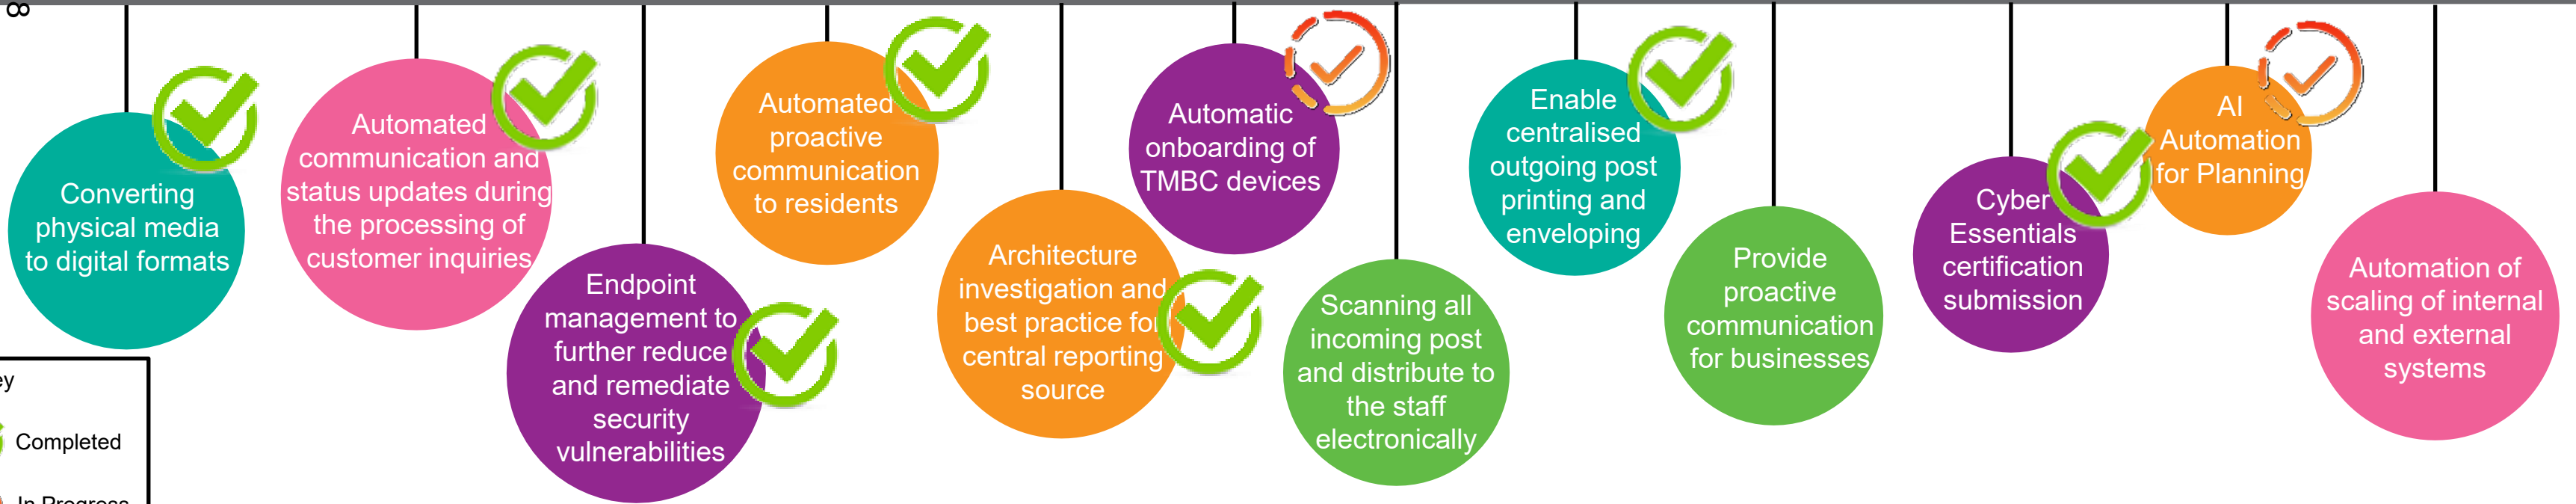 8
Converting
physical media
to digital formats
Automated
communication and
status updates during
the processing of
customer inquiries
Endpoint
management to
further reduce
and remediate
security
vulnerabilities
Automated
proactive
communication
to residents
Architecture
investigation and
best practice for
central reporting
source
Automatic
onboarding of
TMBC devices
Scanning all
incoming post
and distribute to
the staff
electronically
Enable
centralised
outgoing post
printing and
enveloping
Provide
proactive
communication
for businesses
Cyber
Essentials
certification
submission
AI
Automation
for Planning
Automation of
scaling of internal
and external
systems
Completed
In Progress